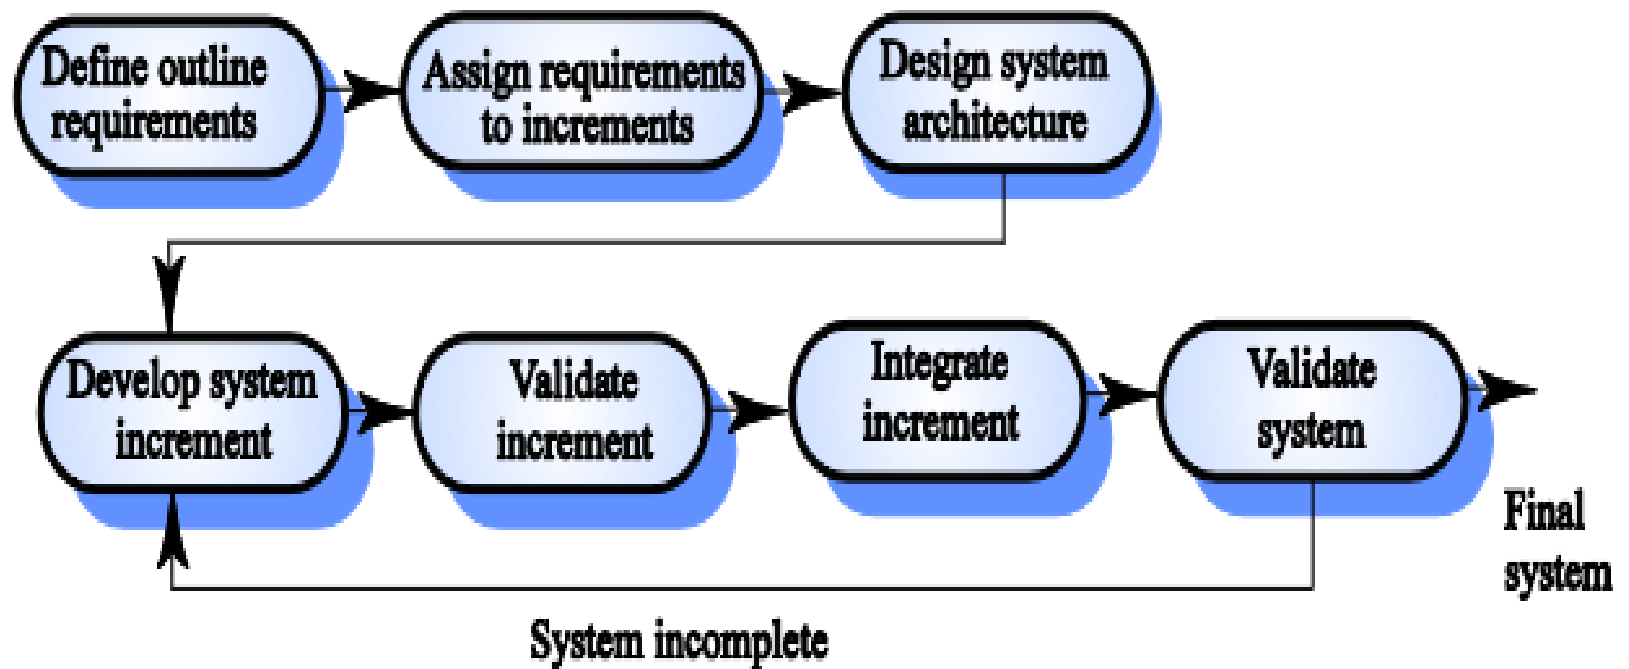 Define outline
requirements
Assign requirements
to increments
Design system
architecture
Develop system
increment
Validate
increment
Integrate
increment
Validate
system
Final
system
System incomplete